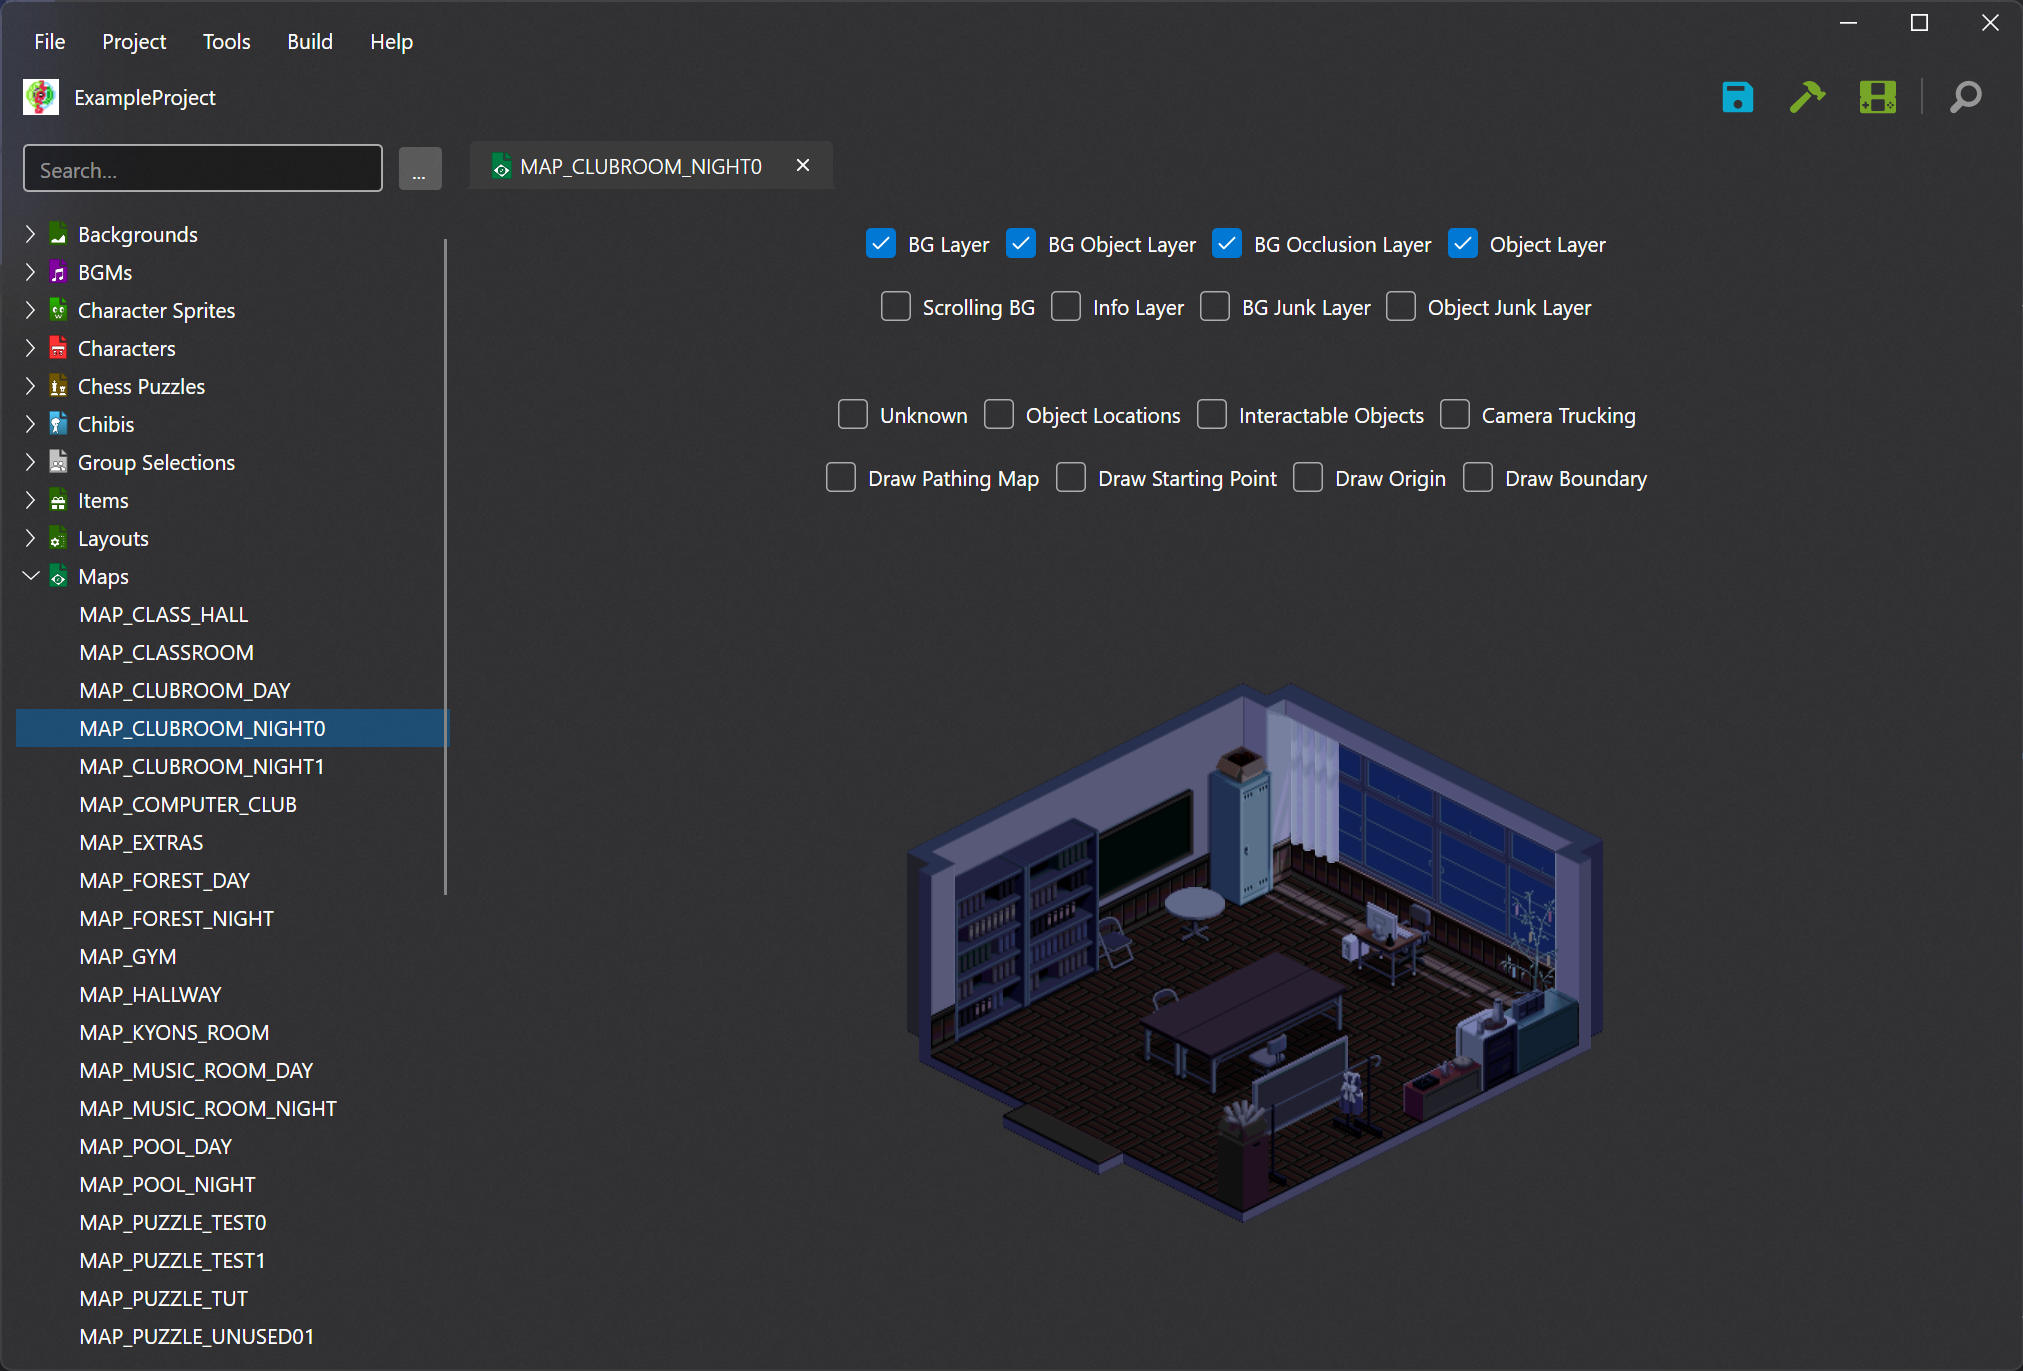 File Project Tools Build Help
ExampleProject
Search...
...
MAP_CLUBROOM_NIGHT0
Backgrounds
BGMs
Character Sprites
Characters
Chess Puzzles
Chibis
Group Selections
Items
Layouts
Maps
MAP_CLASS_HALL
MAP_CLASSROOM
MAP_CLUBROOM_DAY
MAP_CLUBROOM_NIGHT0
MAP_CLUBROOM_NIGHT1
MAP_COMPUTER_CLUB
MAP_EXTRAS
MAP_FOREST_DAY
MAP_FOREST_NIGHT
MAP_GYM
MAP_HALLWAY
MAP_KYONS_ROOM
MAP_MUSIC_ROOM_DAY
MAP_MUSIC_ROOM_NIGHT
MAP_POOL_DAY
MAP_POOL_NIGHT
MAP_PUZZLE_TEST0
MAP_PUZZLE_TEST1
MAP_PUZZLE_TUT
MAP_PUZZLE_UNUSED01
BG Layer BG Object Layer BG Occlusion Layer Object Layer
Scrolling BG Info Layer BG Junk Layer Object Junk Layer
Unknown Object Locations Interactable Objects Camera Trucking
Draw Pathing Map Draw Starting Point Draw Origin Draw Boundary